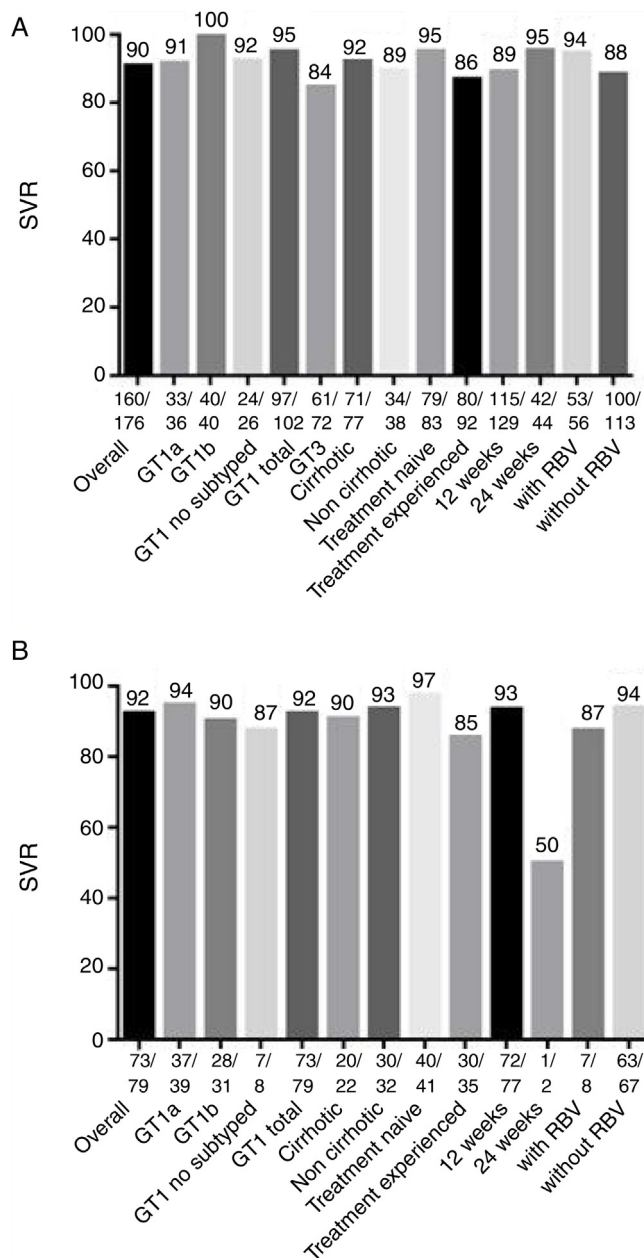 A
SVR
100
80
60
40
20
0
90 91 100 92 95 84 92 89 95 86 89 95 94 88
160/ 33/ 40/ 24/ 97/ 61/ 71/ 34/ 79/ 80/ 115/ 42/ 53/ 100/
176 36 40 26 102 72 77 38 83 92 129 44 56 113
Overall
GT1a
GT1b
GT1 no subtyped
GT1 total
GT3
Cirrhotic
Non cirrhotic
Treatment naive
Treatment experienced
12 weeks
24 weeks
with RBV
without RBV
B
SVR
100
80
60
40
20
0
92 94 90 87 92 90 93 97 85 93 50 87 94
73/ 37/ 28/ 7/ 73/ 20/ 30/ 40/ 30/ 72/ 1/ 7/ 63/
79 39 31 8 79 22 32 41 35 77 2 8 67
Overall
GT1a
GT1b
GT1 no subtyped
GT1 total
Cirrhotic
Non cirrhotic
Treatment naive
Treatment experienced
12 weeks
24 weeks
with RBV
without RBV